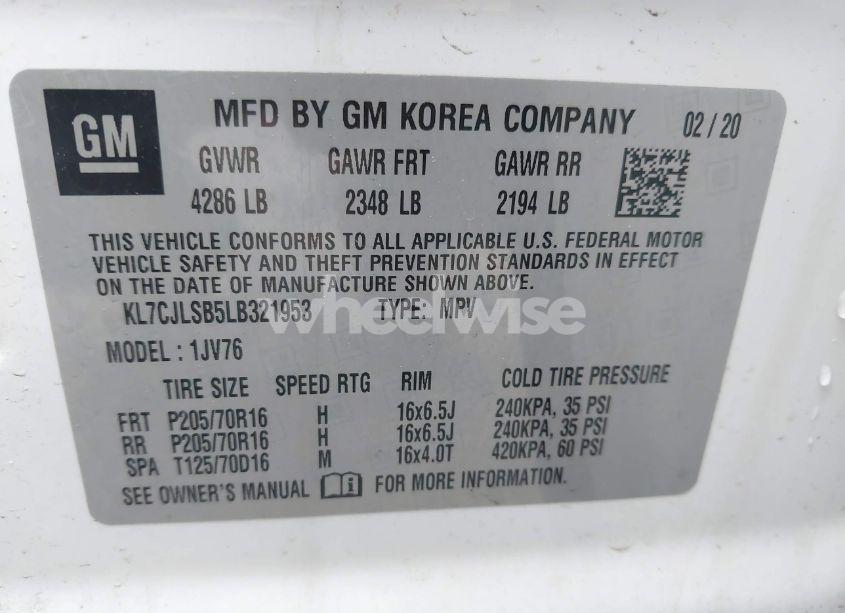 GM MFD BY GM KOREA COMPANY 02 / 20
GVWR GAWR FRT GAWR RR
4286 LB 2348 LB 2194 LB
THIS VEHICLE CONFORMS TO ALL APPLICABLE U.S. FEDERAL MOTOR
VEHICLE SAFETY AND THEFT PREVENTION STANDARDS IN EFFECT
ON THE DATE OF MANUFACTURE SHOWN ABOVE.
KL7CJLSB5LB321953 TYPE: MPV
wheelwise
MODEL : 1JV76
TIRE SIZE SPEED RTG RIM COLD TIRE PRESSURE
FRT P205/70R16 H 16x6.5J 240KPA, 35 PSI
RR P205/70R16 H 16x6.5J 240KPA, 35 PSI
SPA T125/70D16 M 16x4.0T 420KPA, 60 PSI
SEE OWNER'S MANUAL FOR MORE INFORMATION.